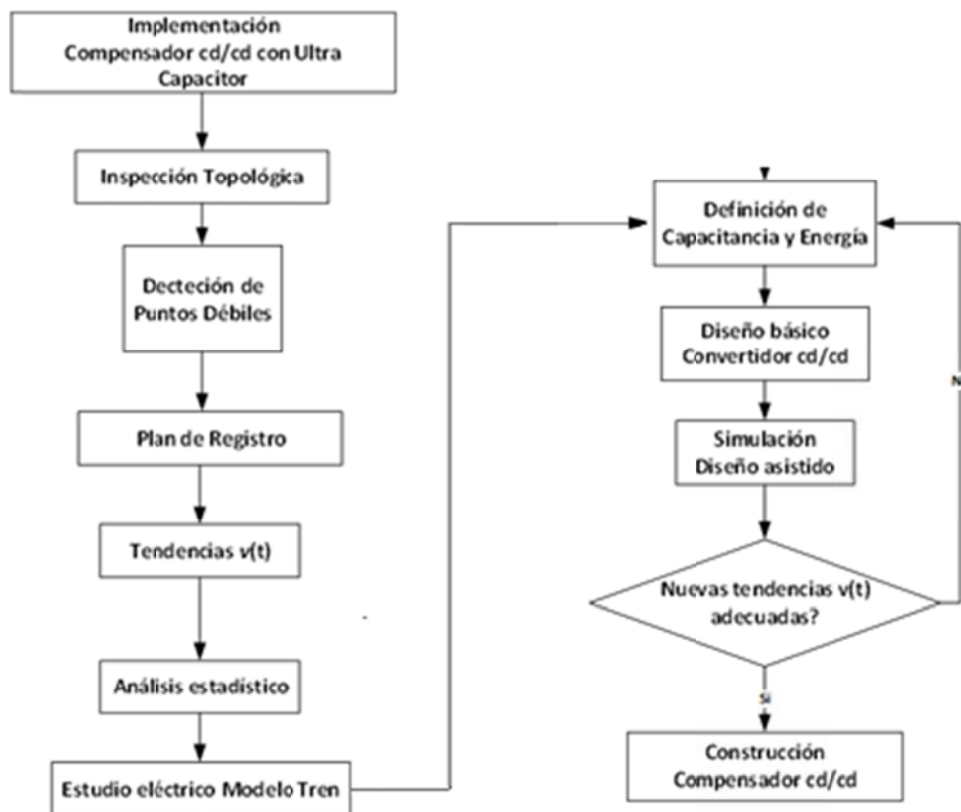 Implementación
Compensador cd/cd con Ultra
Capacitor
Inspección Topológica
Decteción de
Puntos Débiles
Plan de Registro
Tendencias v(t)
Análisis estadístico
Estudio eléctrico Modelo Tren
Definición de
Capacitancia y Energía
Diseño básico
Convertidor cd/cd
Simulación
Diseño asistido
Nuevas tendencias v(t)
adecuadas?
N
Si
Construcción
Compensador cd/cd